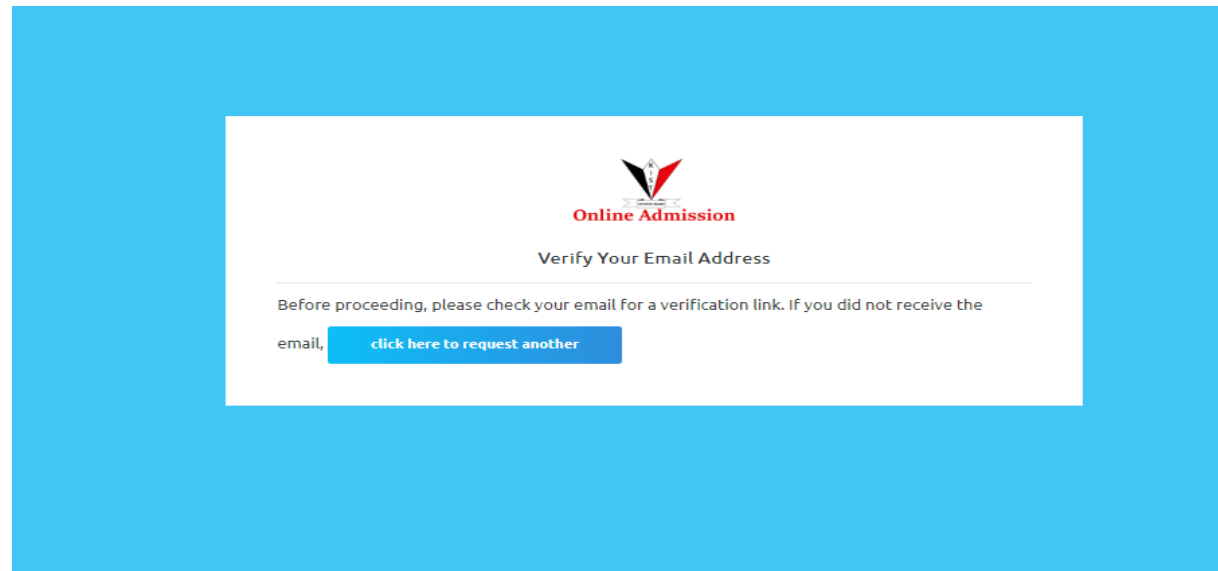 K
I
S
T
Online Admission
Verify Your Email Address
Before proceeding, please check your email for a verification link. If you did not receive the
email, click here to request another